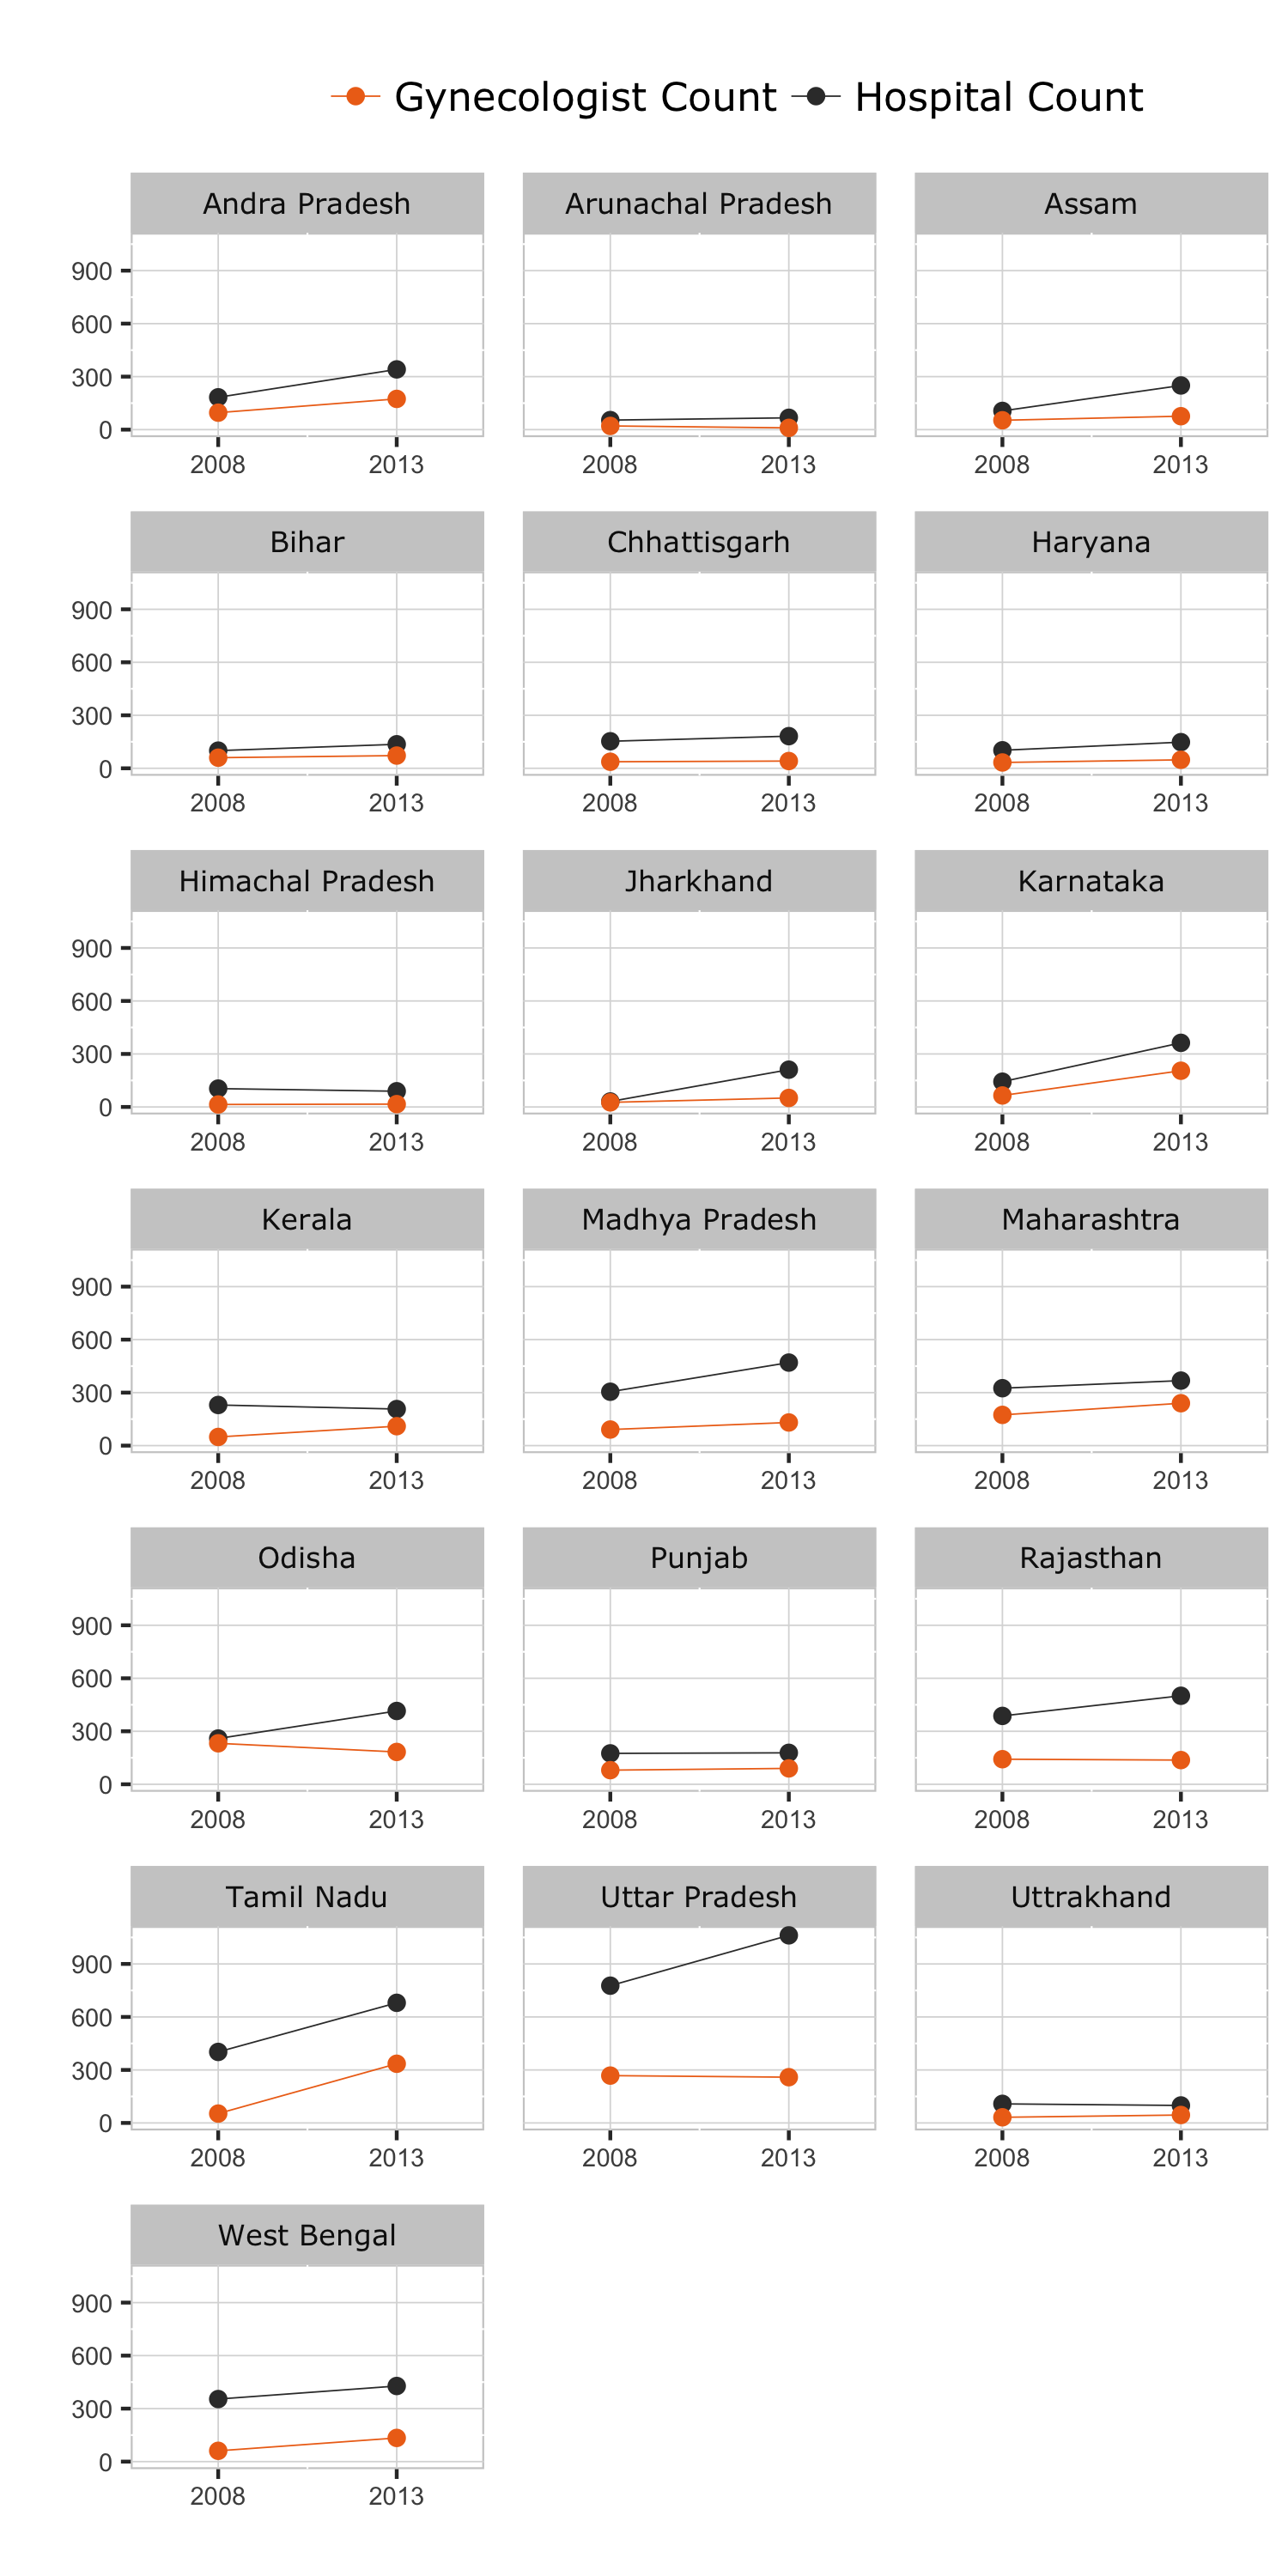 Gynecologist Count Hospital Count
Andra Pradesh Arunachal Pradesh Assam
900
600
300
0
2008 2013 2008 2013 2008 2013
Bihar Chhattisgarh Haryana
900
600
300
0
2008 2013 2008 2013 2008 2013
Himachal Pradesh Jharkhand Karnataka
900
600
300
0
2008 2013 2008 2013 2008 2013
Kerala Madhya Pradesh Maharashtra
900
600
300
0
2008 2013 2008 2013 2008 2013
Odisha Punjab Rajasthan
900
600
300
0
2008 2013 2008 2013 2008 2013
Tamil Nadu Uttar Pradesh Uttrakhand
900
600
300
0
2008 2013 2008 2013 2008 2013
West Bengal
900
600
300
0
2008 2013